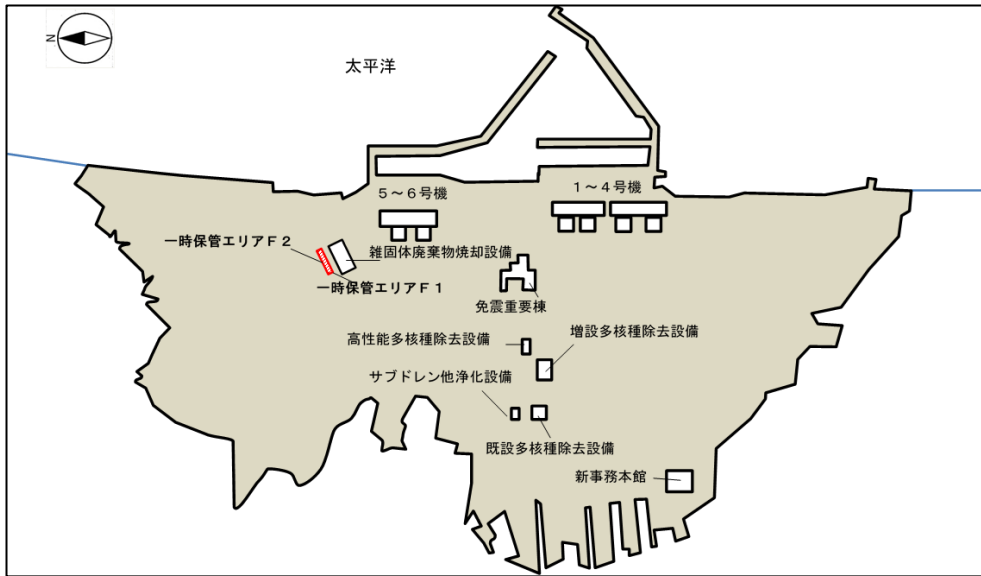 N
太平洋
5～6号機
1～4号機
一時保管エリアF2
雑固体廃棄物焼却設備
一時保管エリアF1
免震重要棟
高性能多核種除去設備
増設多核種除去設備
サブドレン他浄化設備
既設多核種除去設備
新事務本館